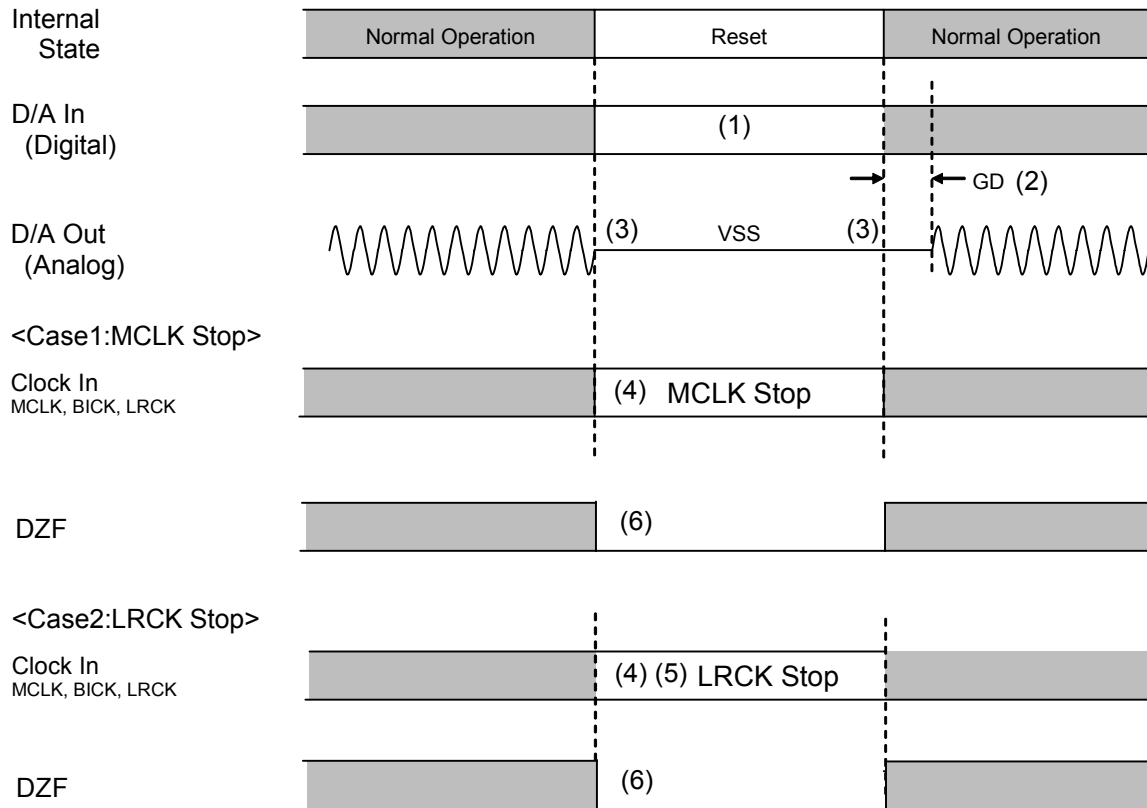 Internal
State
Normal Operation
Reset
Normal Operation
D/A In
(Digital)
(1)
GD (2)
D/A Out
(Analog)
(3)
VSS
(3)
<Case1:MCLK Stop>
Clock In
MCLK, BICK, LRCK
(4) MCLK Stop
DZF
(6)
<Case2:LRCK Stop>
Clock In
MCLK, BICK, LRCK
(4) (5) LRCK Stop
DZF
(6)